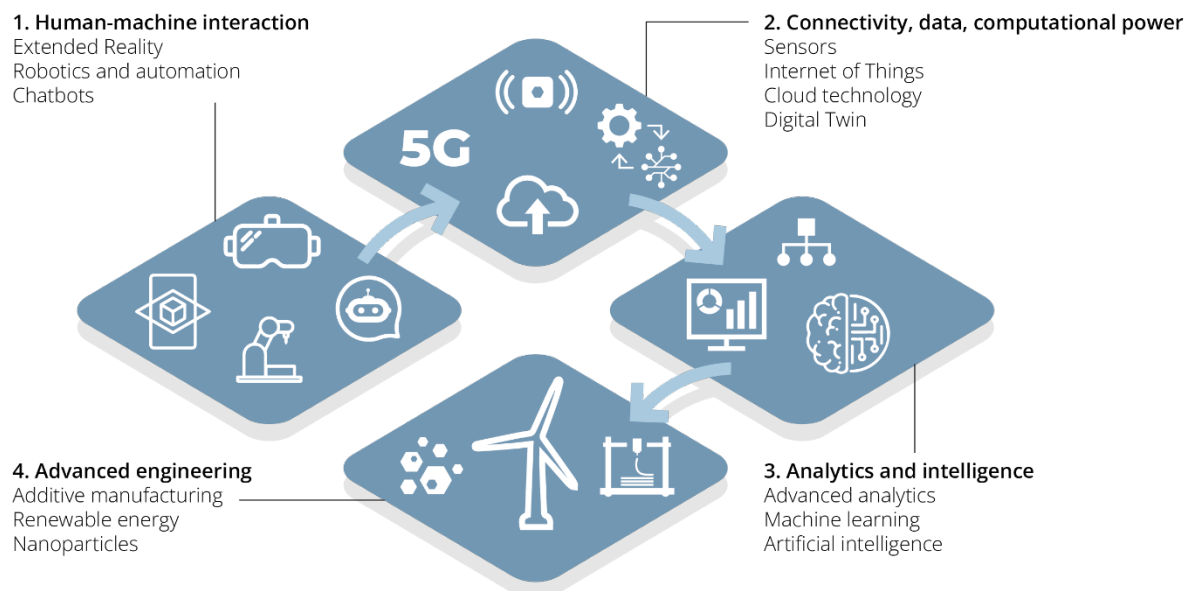 1. Human-machine interaction
Extended Reality
Robotics and automation
Chatbots
2. Connectivity, data, computational power
Sensors
Internet of Things
Cloud technology
Digital Twin
5G
4. Advanced engineering
Additive manufacturing
Renewable energy
Nanoparticles
3. Analytics and intelligence
Advanced analytics
Machine learning
Artificial intelligence